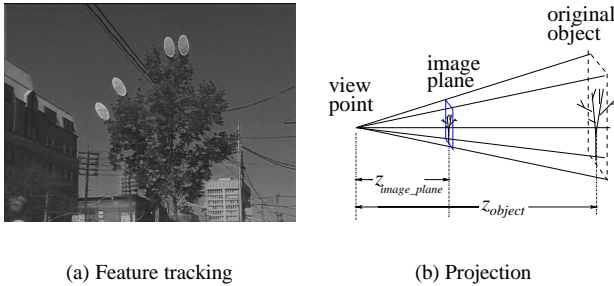 original
object
image
plane
view
point
z_image_plane
z_object
(a) Feature tracking
(b) Projection